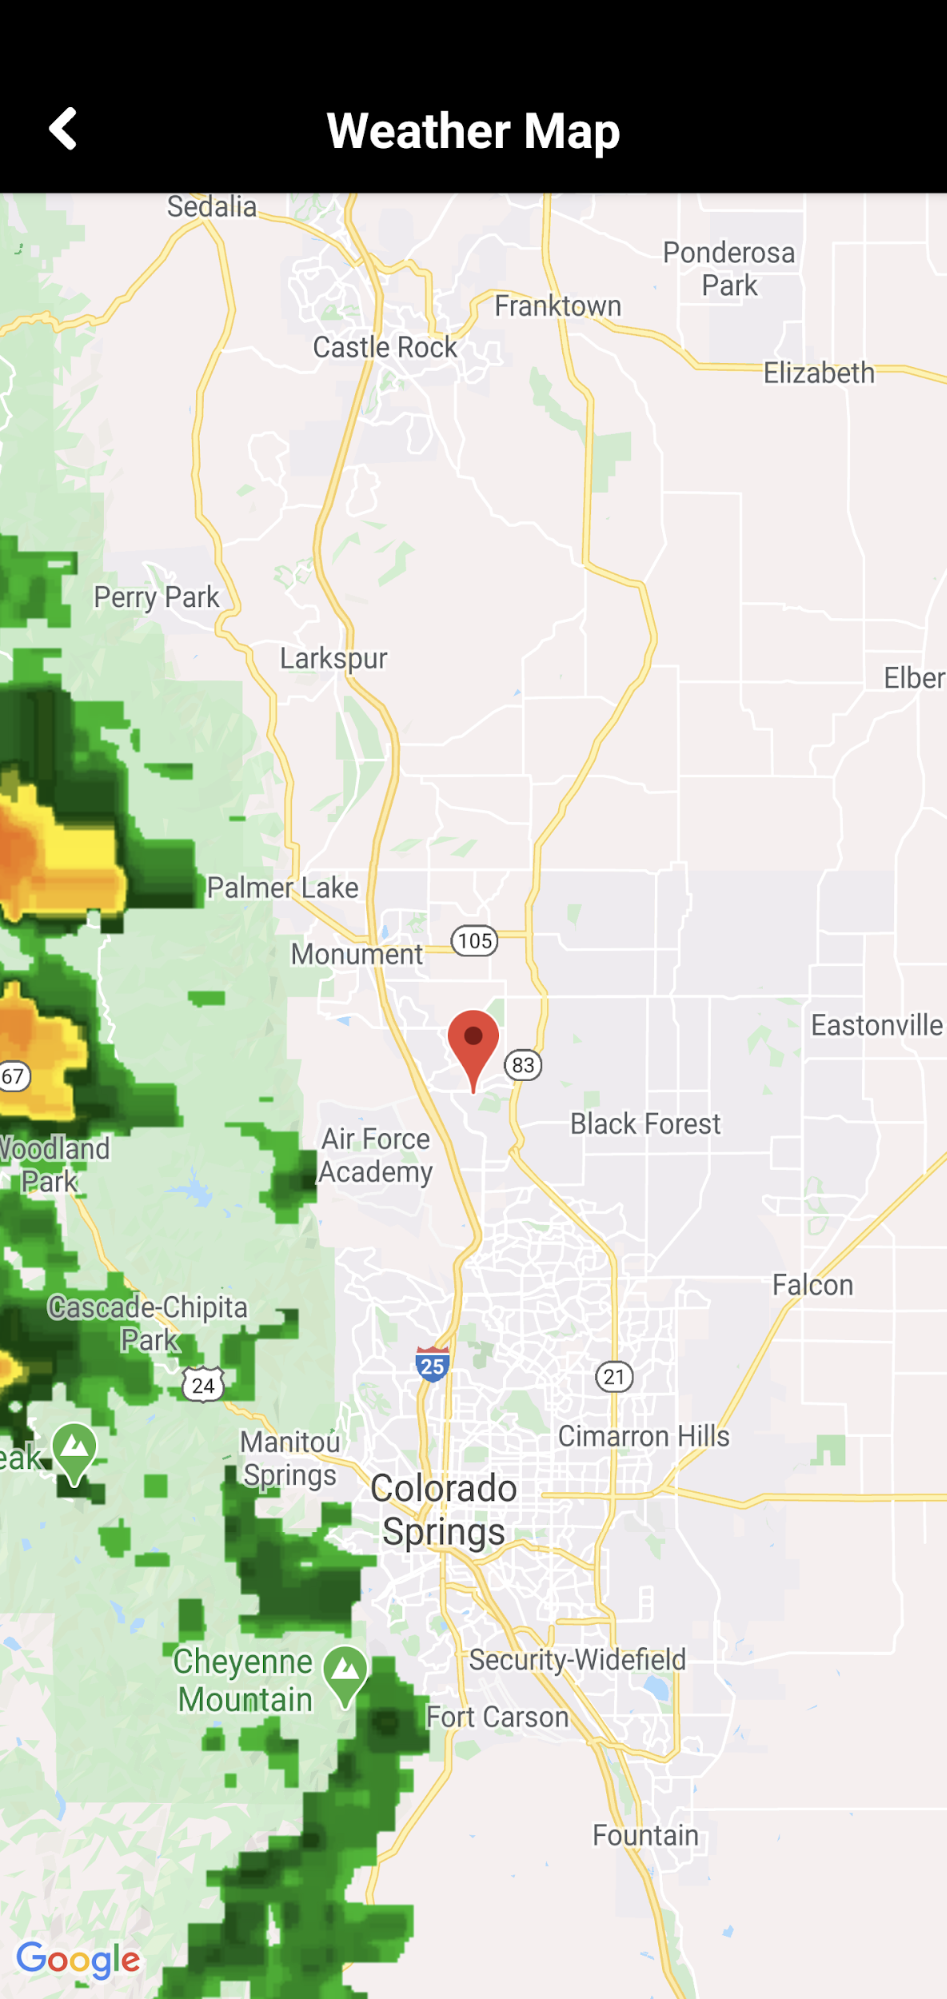 Weather Map
Sedalia
Ponderosa
Park
Franktown
Castle Rock
Elizabeth
Perry Park
Larkspur
Elber
Palmer Lake
105
Monument
Eastonville
83
67
Black Forest
Air Force
Academy
Woodland
Park
Falcon
Cascade-Chipita
Park
25
21
24
Cimarron Hills
Manitou
Springs
eak
Colorado
Springs
Security-Widefield
Cheyenne
Mountain
Fort Carson
Fountain
Google